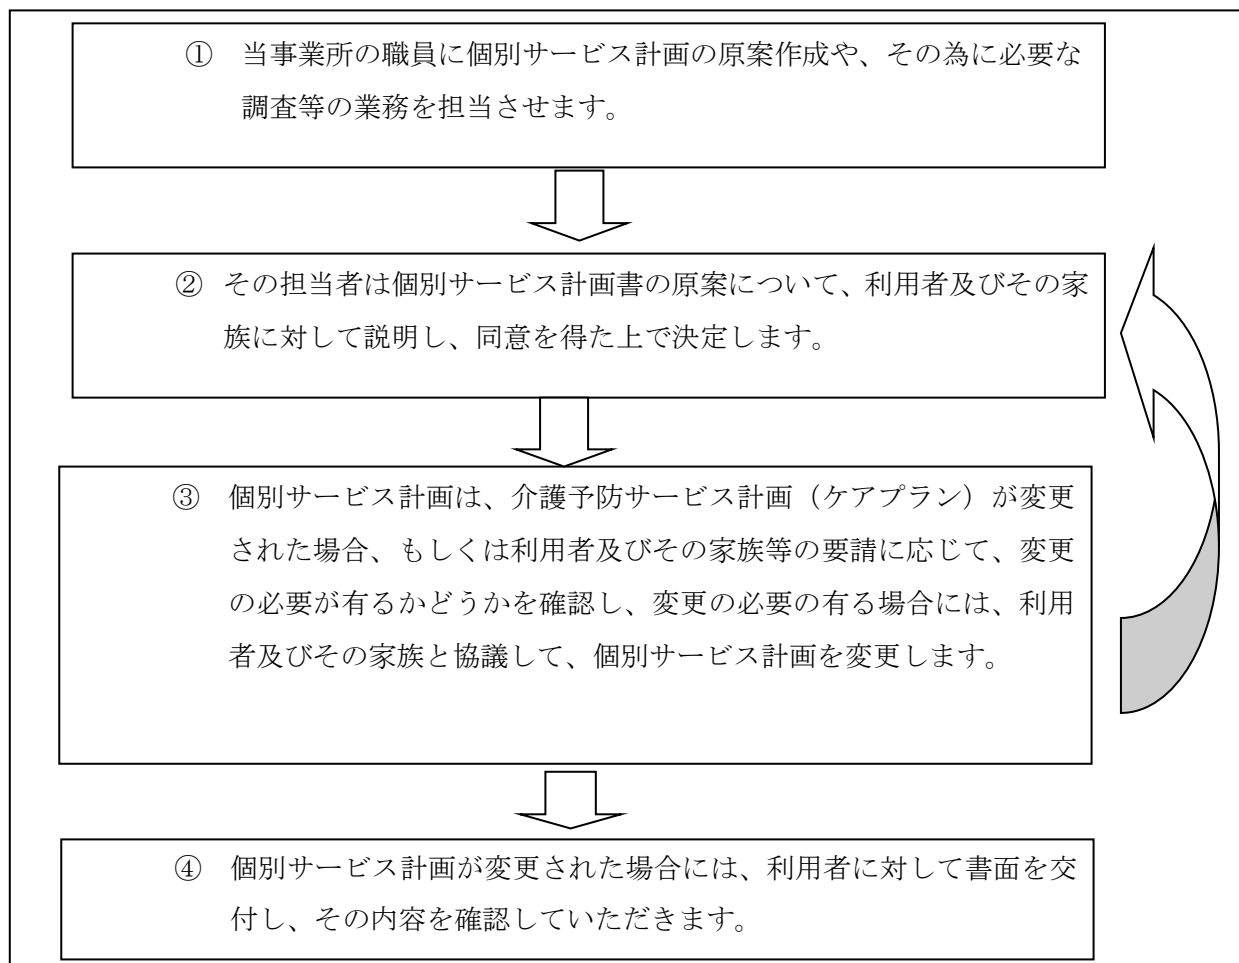 ① 当事業所の職員に個別サービス計画の原案作成や、その為に必要な
調査等の業務を担当させます。
② その担当者は個別サービス計画書の原案について、利用者及びその家
族に対して説明し、同意を得た上で決定します。
③ 個別サービス計画は、介護予防サービス計画（ケアプラン）が変更
された場合、もしくは利用者及びその家族等の要請に応じて、変更
の必要が有るかどうかを確認し、変更の必要の有る場合には、利用
者及びその家族と協議して、個別サービス計画を変更します。
④ 個別サービス計画が変更された場合には、利用者に対して書面を交
付し、その内容を確認していただきます。